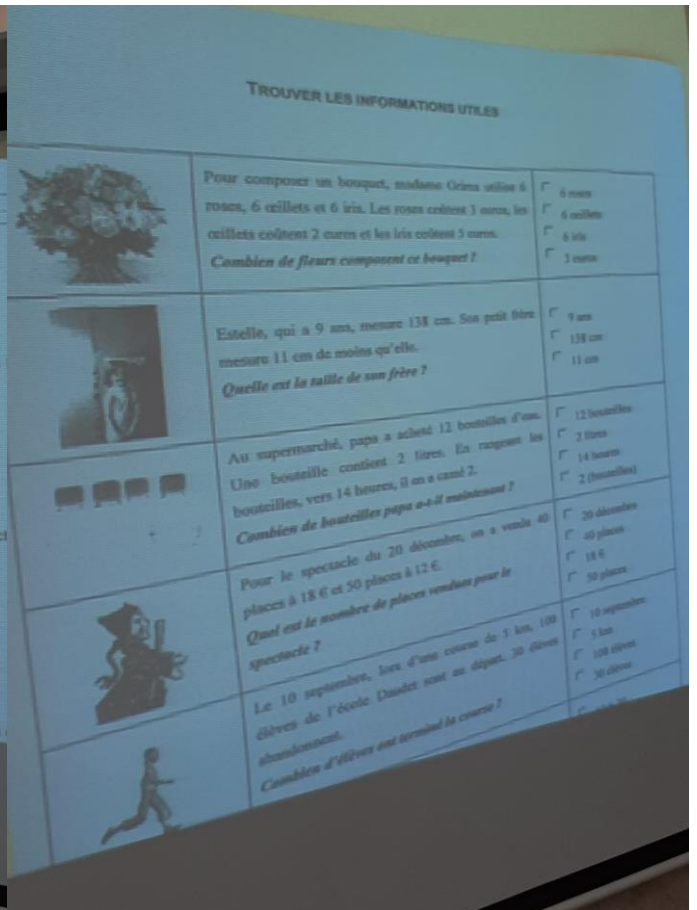 TROUVER LES INFORMATIONS UTILES
Pour composer un bouquet, madame Grima utilise 6
roses, 6 œillets et 6 iris. Les roses coûtent 3 euros, les
œillets coûtent 2 euros et les iris coûtent 5 euros.
Combien de fleurs composent ce bouquet ?
6 roses
6 œillets
6 iris
3 euros
Estelle, qui a 9 ans, mesure 138 cm. Son petit frère
mesure 11 cm de moins qu'elle.
Quelle est la taille de son frère ?
9 ans
138 cm
11 cm
Au supermarché, papa a acheté 12 bouteilles d'eau.
Une bouteille contient 2 litres. En rangeant les
bouteilles, vers 14 heures, il en a cassé 2.
Combien de bouteilles papa a-t-il maintenant ?
12 bouteilles
2 litres
14 heures
2 (bouteilles)
Pour le spectacle du 20 décembre, on a vendu 40
places à 18 € et 50 places à 12 €.
Quel est le nombre de places vendues pour le
spectacle ?
20 décembre
40 places
18 €
50 places
Le 10 septembre, lors d'une course de 5 km, 100
élèves de l'école Daudet sont au départ. 30 élèves
abandonnent.
Combien d'élèves ont terminé la course ?
10 septembre
5 km
100 élèves
30 élèves